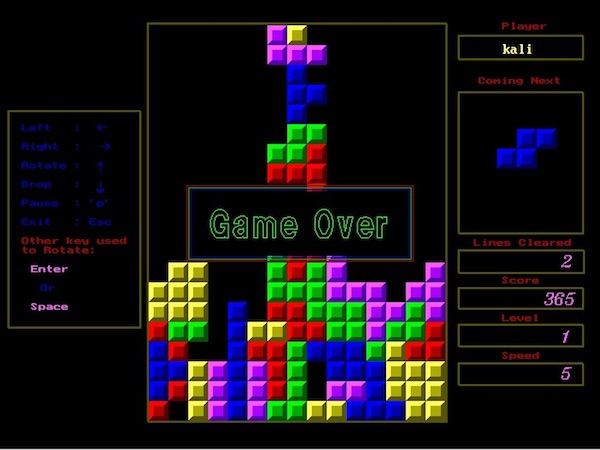 Player
kali
Coming Next
Left : ←
Right : →
Rotate : ↑
Drop : ↓
Pause : 'p'
Exit : Esc
Other key used
to Rotate:
Enter
Or
Space
Game Over
Lines Cleared
2
Score
365
Level
1
Speed
5